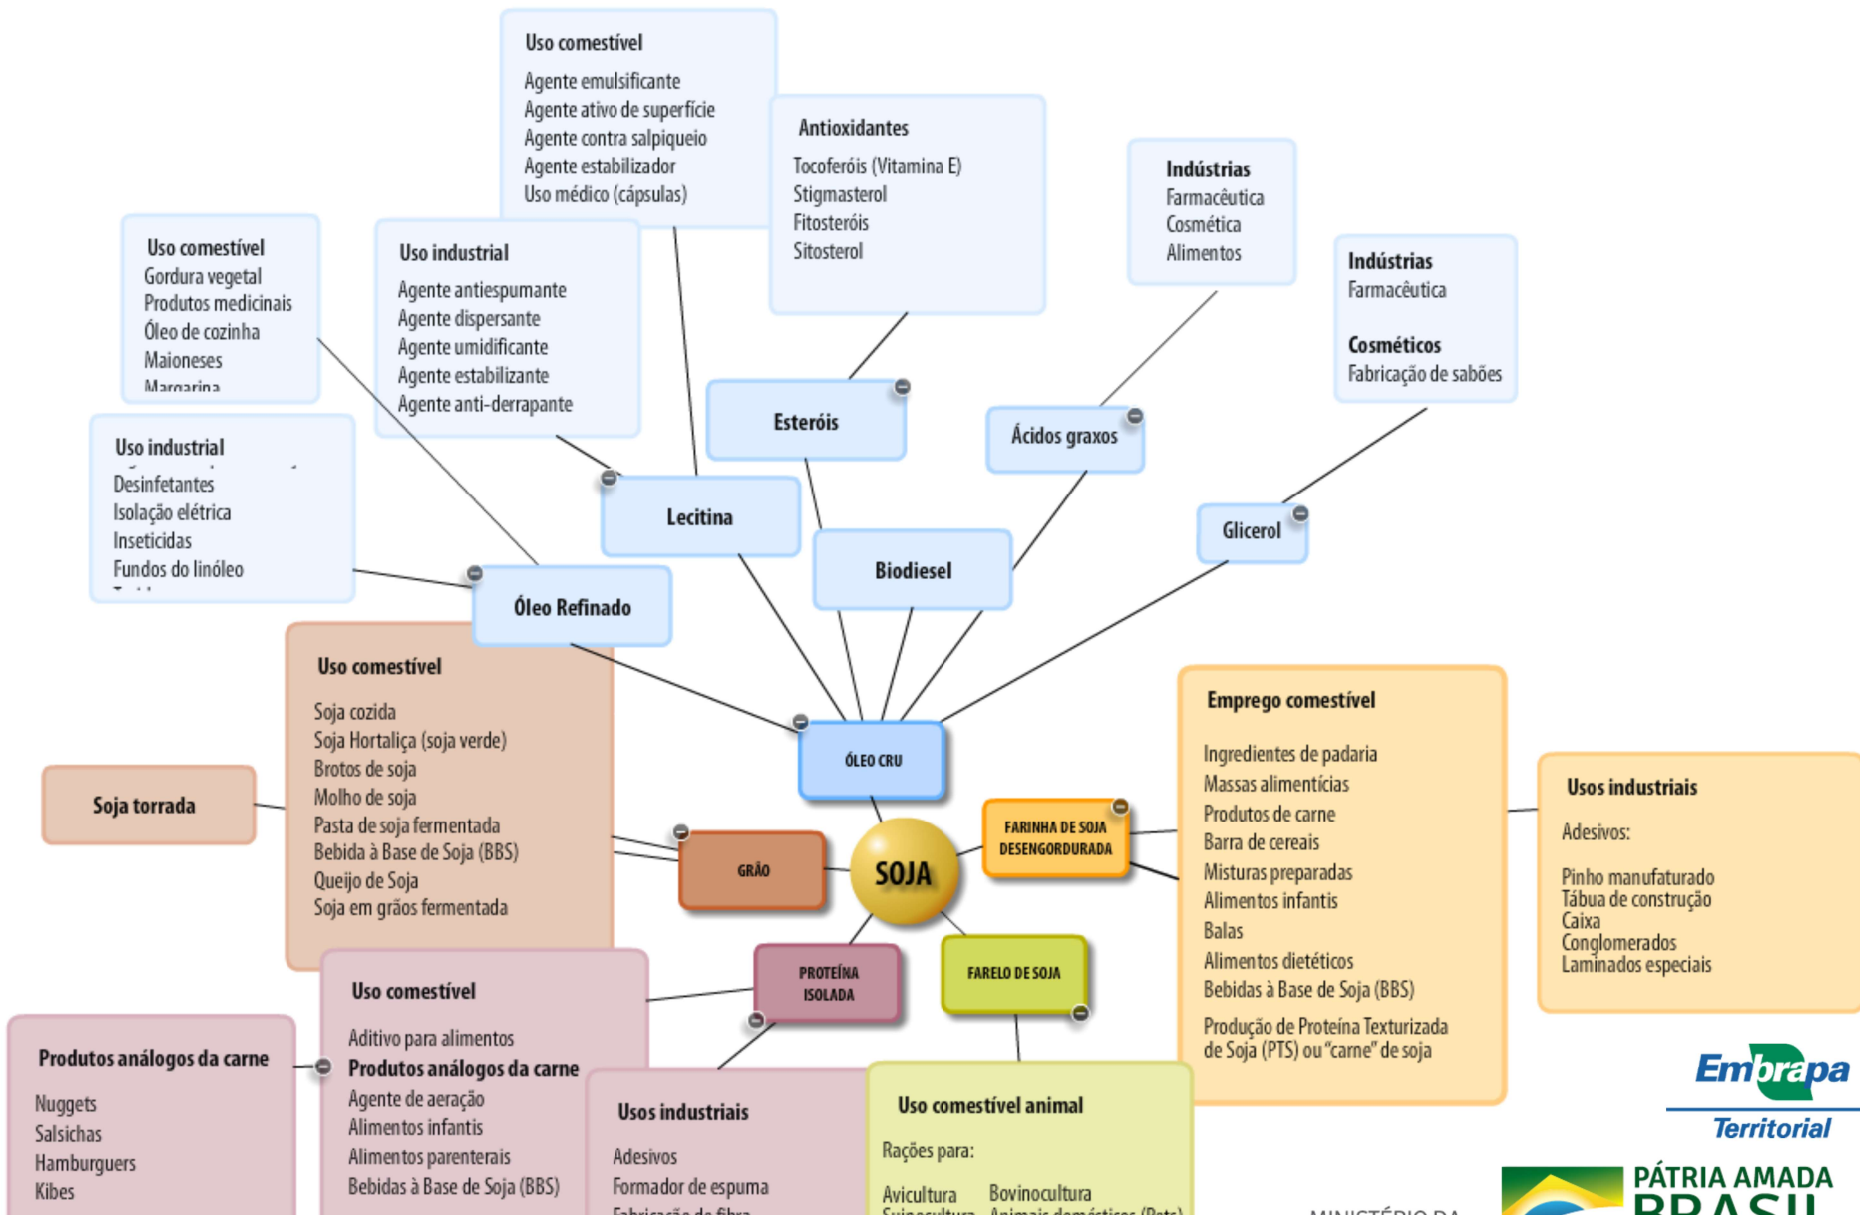 Uso comestível
Agente emulsificante
Agente ativo de superfície
Agente contra salpiqueio
Agente estabilizador
Uso médico (cápsulas)
Antioxidantes
Tocoferóis (Vitamina E)
Stigmasterol
Fitosteróis
Sitosterol
Indústrias
Farmacêutica
Cosmética
Alimentos
Indústrias
Farmacêutica
Cosméticos
Fabricação de sabões
Uso comestível
Gordura vegetal
Produtos medicinais
Óleo de cozinha
Maioneses
Margarina
Uso industrial
Agente antiespumante
Agente dispersante
Agente umidificante
Agente estabilizante
Agente anti-derrapante
Uso industrial
Desinfetantes
Isolação elétrica
Inseticidas
Fundos do linóleo
Esteróis
Ácidos graxos
Lecitina
Glicerol
Biodiesel
Óleo Refinado
ÓLEO CRU
Uso comestível
Soja cozida
Soja Hortaliça (soja verde)
Brotos de soja
Molho de soja
Pasta de soja fermentada
Bebida à Base de Soja (BBS)
Queijo de Soja
Soja em grãos fermentada
Soja torrada
GRÃO
SOJA
FARINHA DE SOJA
DESENGORDURADA
Emprego comestível
Ingredientes de padaria
Massas alimentícias
Produtos de carne
Barra de cereais
Misturas preparadas
Alimentos infantis
Balas
Alimentos dietéticos
Bebidas à Base de Soja (BBS)
Produção de Proteína Texturizada
de Soja (PTS) ou “carne” de soja
Usos industriais
Adesivos:
Pinho manufaturado
Tábua de construção
Caixa
Conglomerados
Laminados especiais
PROTEÍNA
ISOLADA
FARELO DE SOJA
Uso comestível
Aditivo para alimentos
Produtos análogos da carne
Agente de aeração
Alimentos infantis
Alimentos parenterais
Bebidas à Base de Soja (BBS)
Produtos análogos da carne
Nuggets
Salsichas
Hamburguers
Kibes
Usos industriais
Adesivos
Formador de espuma
Fabricação de fibra
Uso comestível animal
Rações para:
Avicultura Bovinocultura
Suinocultura Animais domésticos (Pets)
Embrapa
Territorial
PÁTRIA AMADA
BRASIL
MINISTÉRIO DA